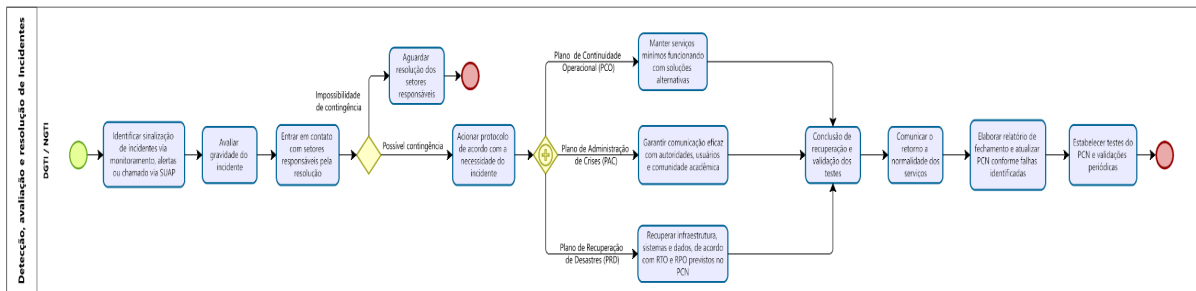 Detecção, avaliação e resolução de Incidentes
DGTI / NGTI
Identificar sinalização
de incidentes via
monitoramento, alertas
ou chamado via SUAP
Avaliar
gravidade do
incidente
Entrar em contato
com setores
responsáveis pela
resolução
Impossibilidade
de contingência
Aguardar
resolução dos
setores
responsáveis
Possível contingência
Acionar protocolo
de acordo com a
necessidade do
incidente
Plano de Continuidade
Operacional (PCO)
Manter serviços
mínimos funcionando
com soluções
alternativas
Plano de Administração
de Crises (PAC)
Garantir comunicação eficaz
com autoridades, usuários
e comunidade acadêmica
Plano de Recuperação
de Desastres (PRD)
Recuperar infraestrutura,
sistemas e dados, de acordo
com RTO e RPO previstos no
PCN
Conclusão de
recuperação e
validação dos
testes
Comunicar o
retorno a
normalidade dos
serviços
Elaborar relatório de
fechamento e atualizar
PCN conforme falhas
identificadas
Estabelecer testes do
PCN e validações
periódicas